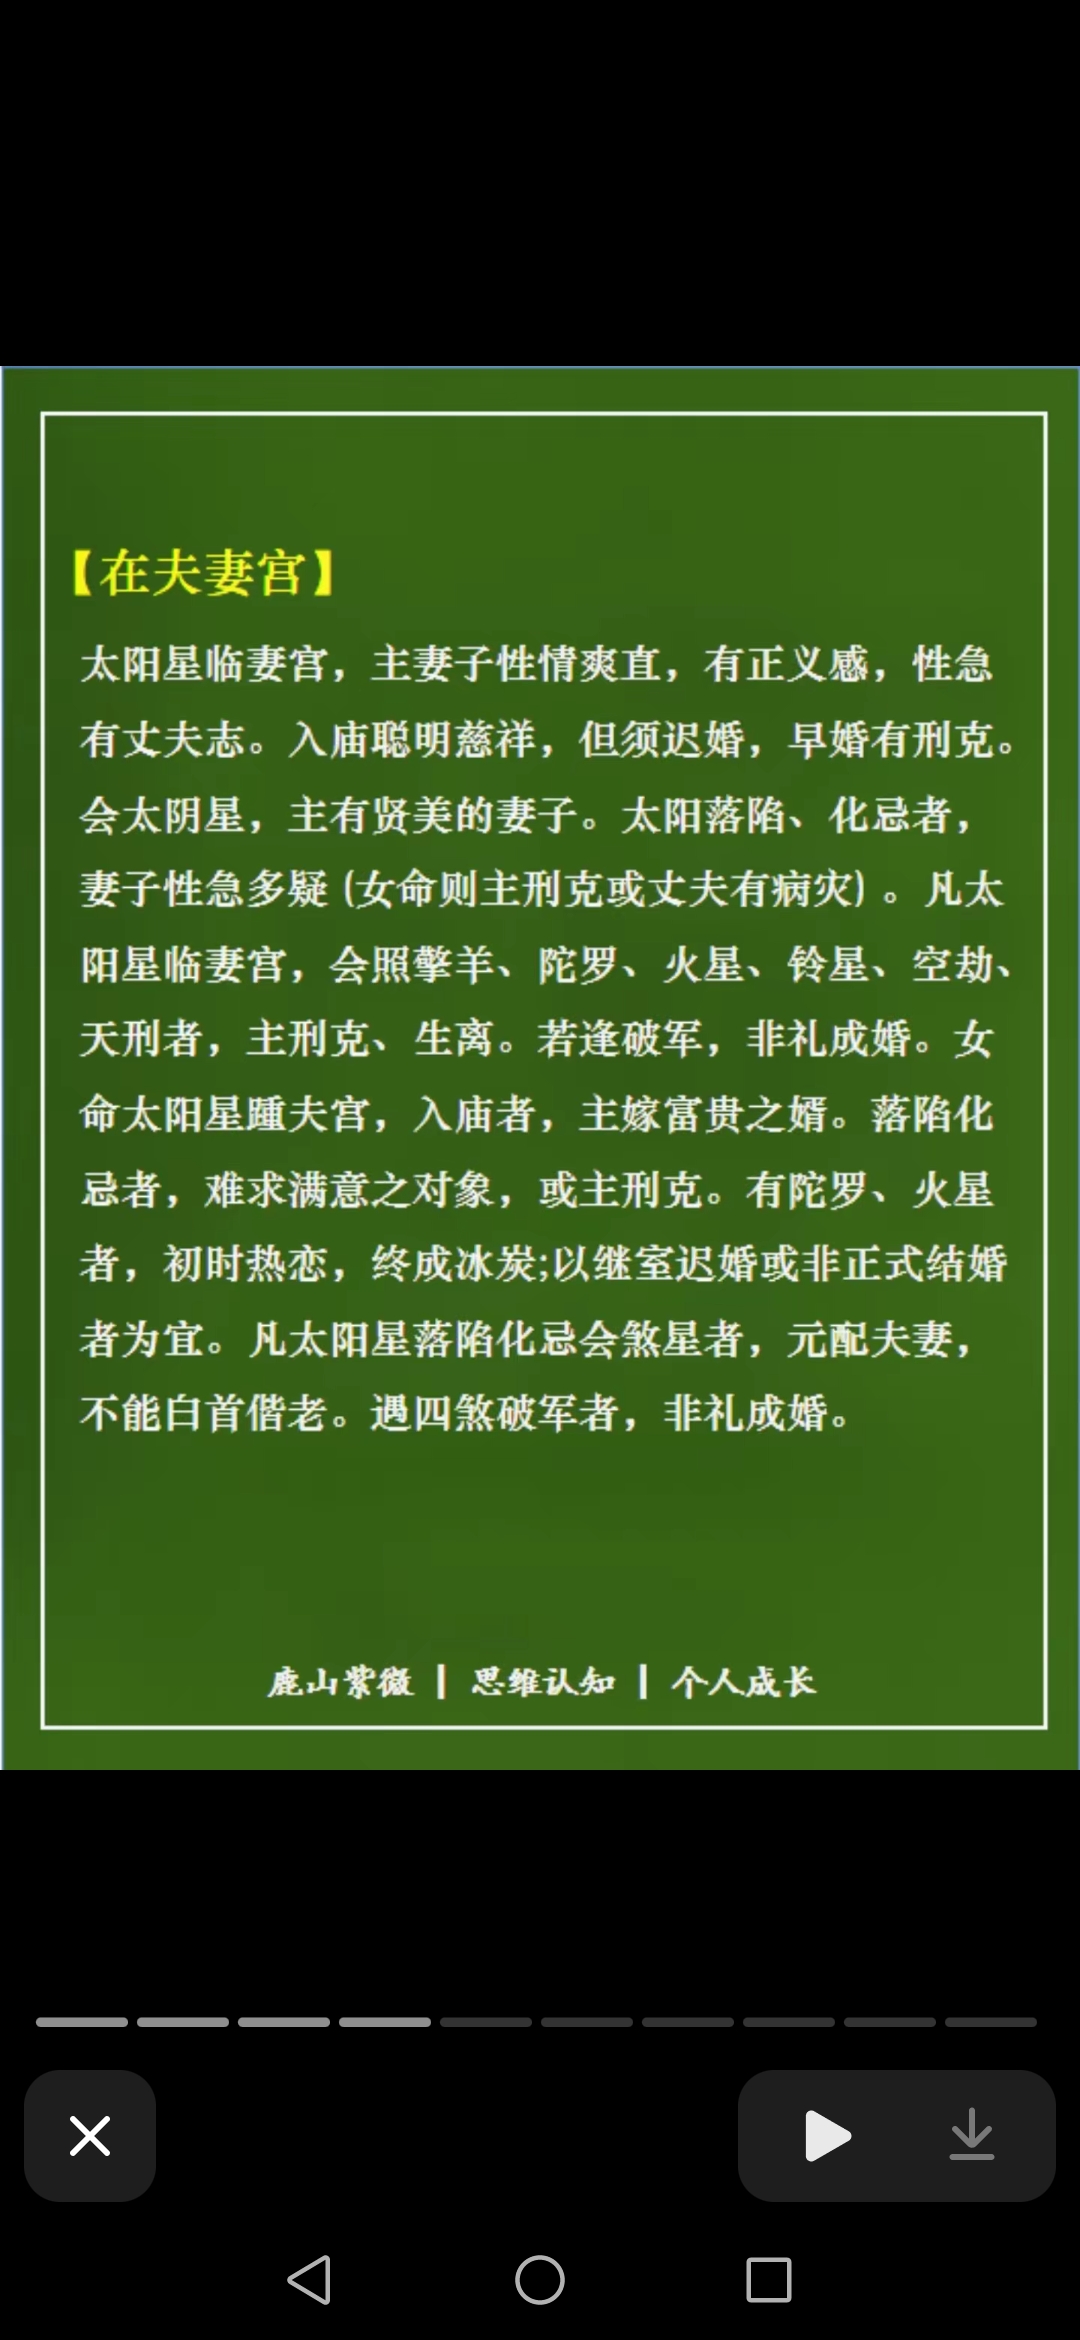 【在夫妻宫】
太阳星临妻宫，主妻子性情爽直，有正义感，性急
有丈夫志。入庙聪明慈祥，但须迟婚，早婚有刑克。
会太阴星，主有贤美的妻子。太阳落陷、化忌者，
妻子性急多疑 (女命则主刑克或丈夫有病灾) 。凡太
阳星临妻宫，会照擎羊、陀罗、火星、铃星、空劫、
天刑者，主刑克、生离。若逢破军，非礼成婚。女
命太阳星踵夫宫，入庙者，主嫁富贵之婿。落陷化
忌者，难求满意之对象，或主刑克。有陀罗、火星
者，初时热恋，终成冰炭;以继室迟婚或非正式结婚
者为宜。凡太阳星落陷化忌会煞星者，元配夫妻，
不能白首偕老。遇四煞破军者，非礼成婚。
鹿山紫微 | 思维认知 | 个人成长